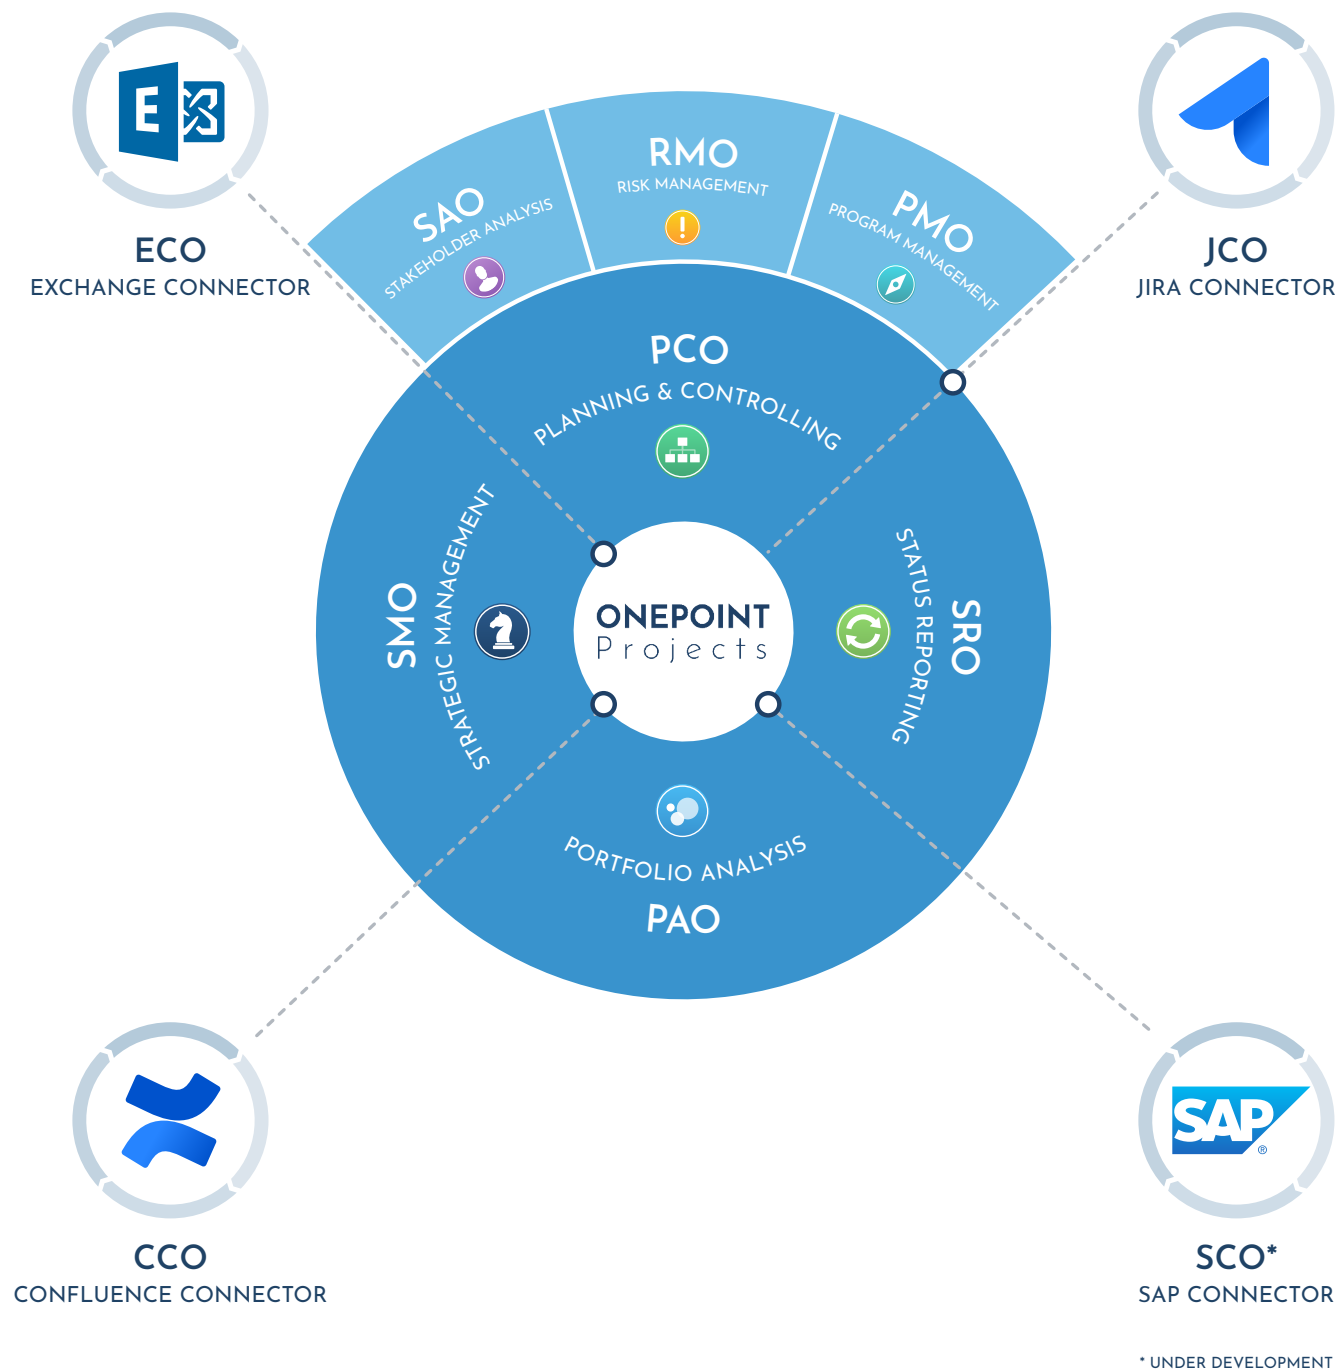 E
ECO
EXCHANGE CONNECTOR
JCO
JIRA CONNECTOR
SAO
STAKEHOLDER ANALYSIS
RMO
RISK MANAGEMENT
!
PMO
PROGRAM MANAGEMENT
PCO
PLANNING & CONTROLLING
SMO
STRATEGIC MANAGEMENT
ONEPOINT
Projects
STATUS REPORTING
SRO
PORTFOLIO ANALYSIS
PAO
CCO
CONFLUENCE CONNECTOR
SAP
®
SCO*
SAP CONNECTOR
* UNDER DEVELOPMENT